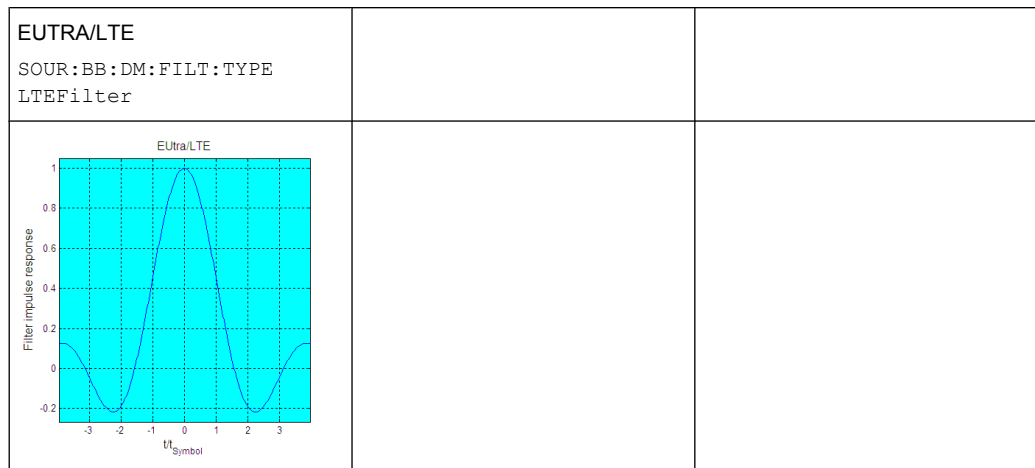 EUTRA/LTE
SOUR:BB:DM:FILT:TYPE
LTEFilter
EUtra/LTE
1
0.8
0.6
0.4
0.2
0
-0.2
Filter impulse response
-3 -2 -1 0 1 2 3
t/tSymbol